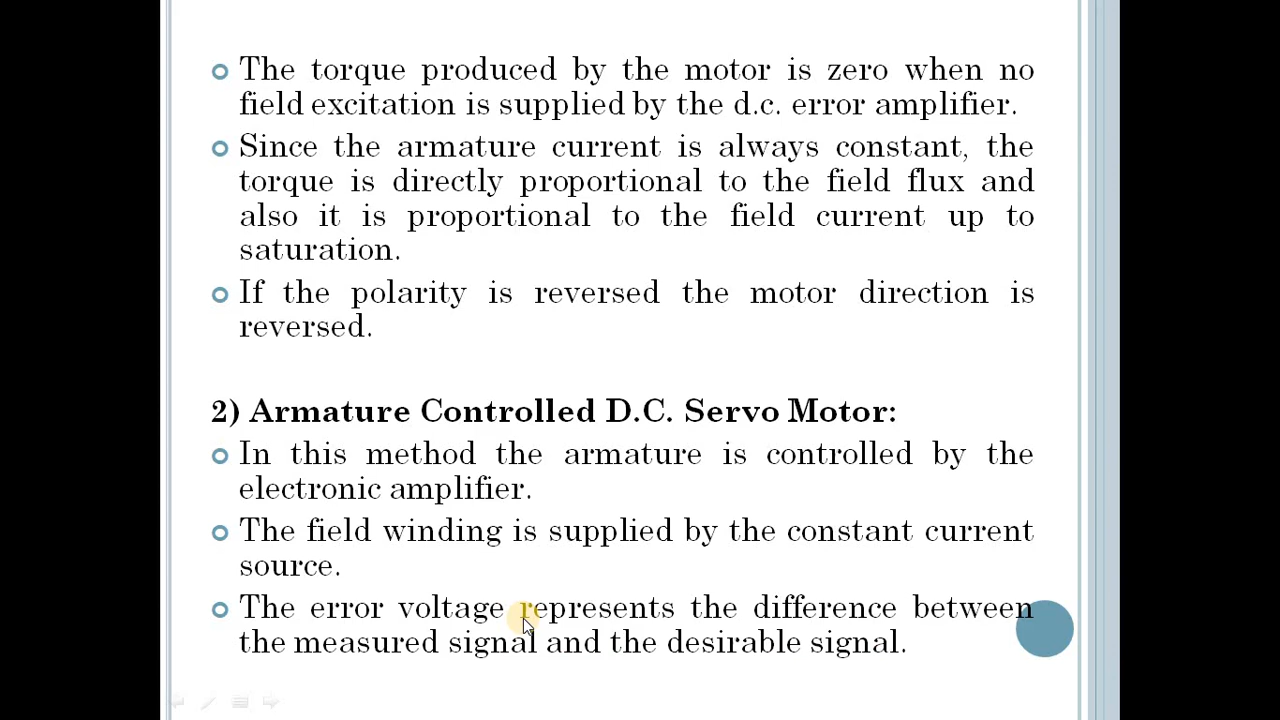 The torque produced by the motor is zero when no
field excitation is supplied by the d.c. error amplifier.
Since the armature current is always constant, the
torque is directly proportional to the field flux and
also it is proportional to the field current up to
saturation.
If the polarity is reversed the motor direction is
reversed.
2) Armature Controlled D.C. Servo Motor:
In this method the armature is controlled by the
electronic amplifier.
The field winding is supplied by the constant current
source.
The error voltage represents the difference between
the measured signal and the desirable signal.